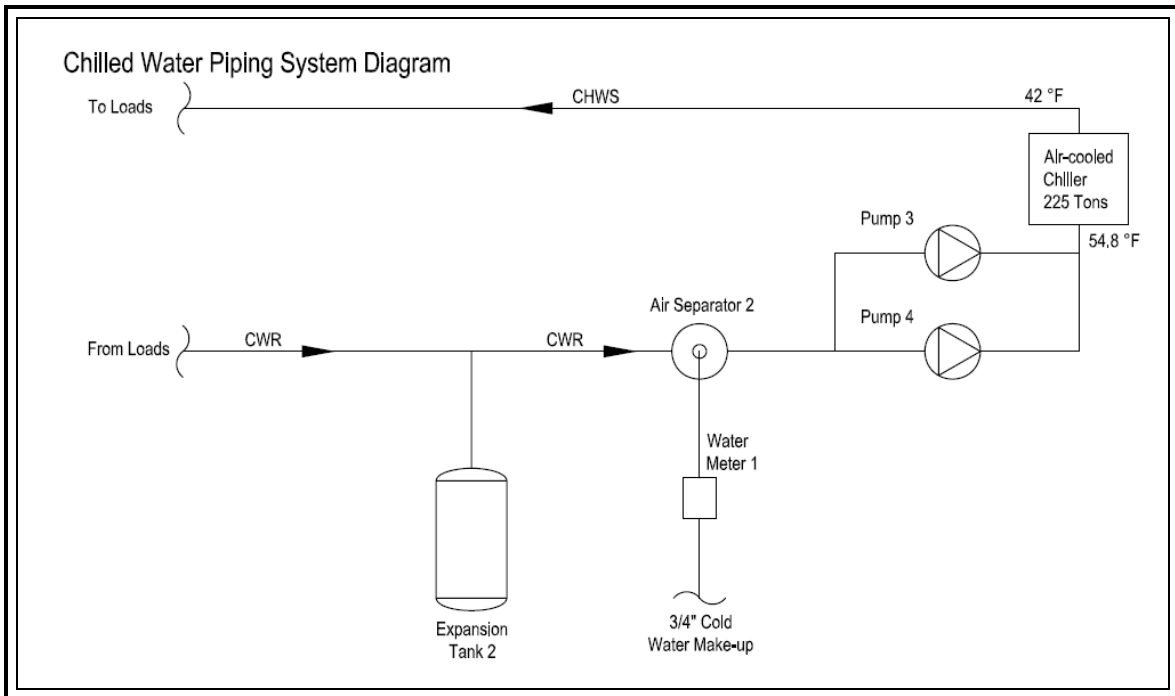 Chilled Water Piping System Diagram
To Loads
CHWS
42 °F
Air-cooled
Chiller
225 Tons
54.8 °F
Pump 3
Air Separator 2
Pump 4
From Loads
CWR
CWR
Water
Meter 1
Expansion
Tank 2
3/4" Cold
Water Make-up